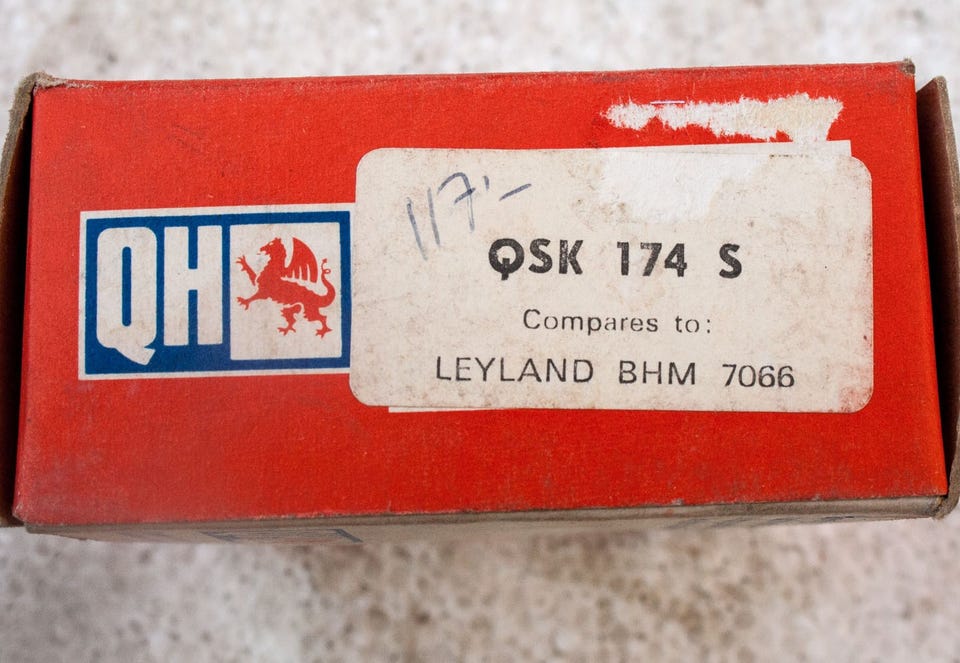 QH
117'-
QSK 174 S
Compares to:
LEYLAND BHM 7066